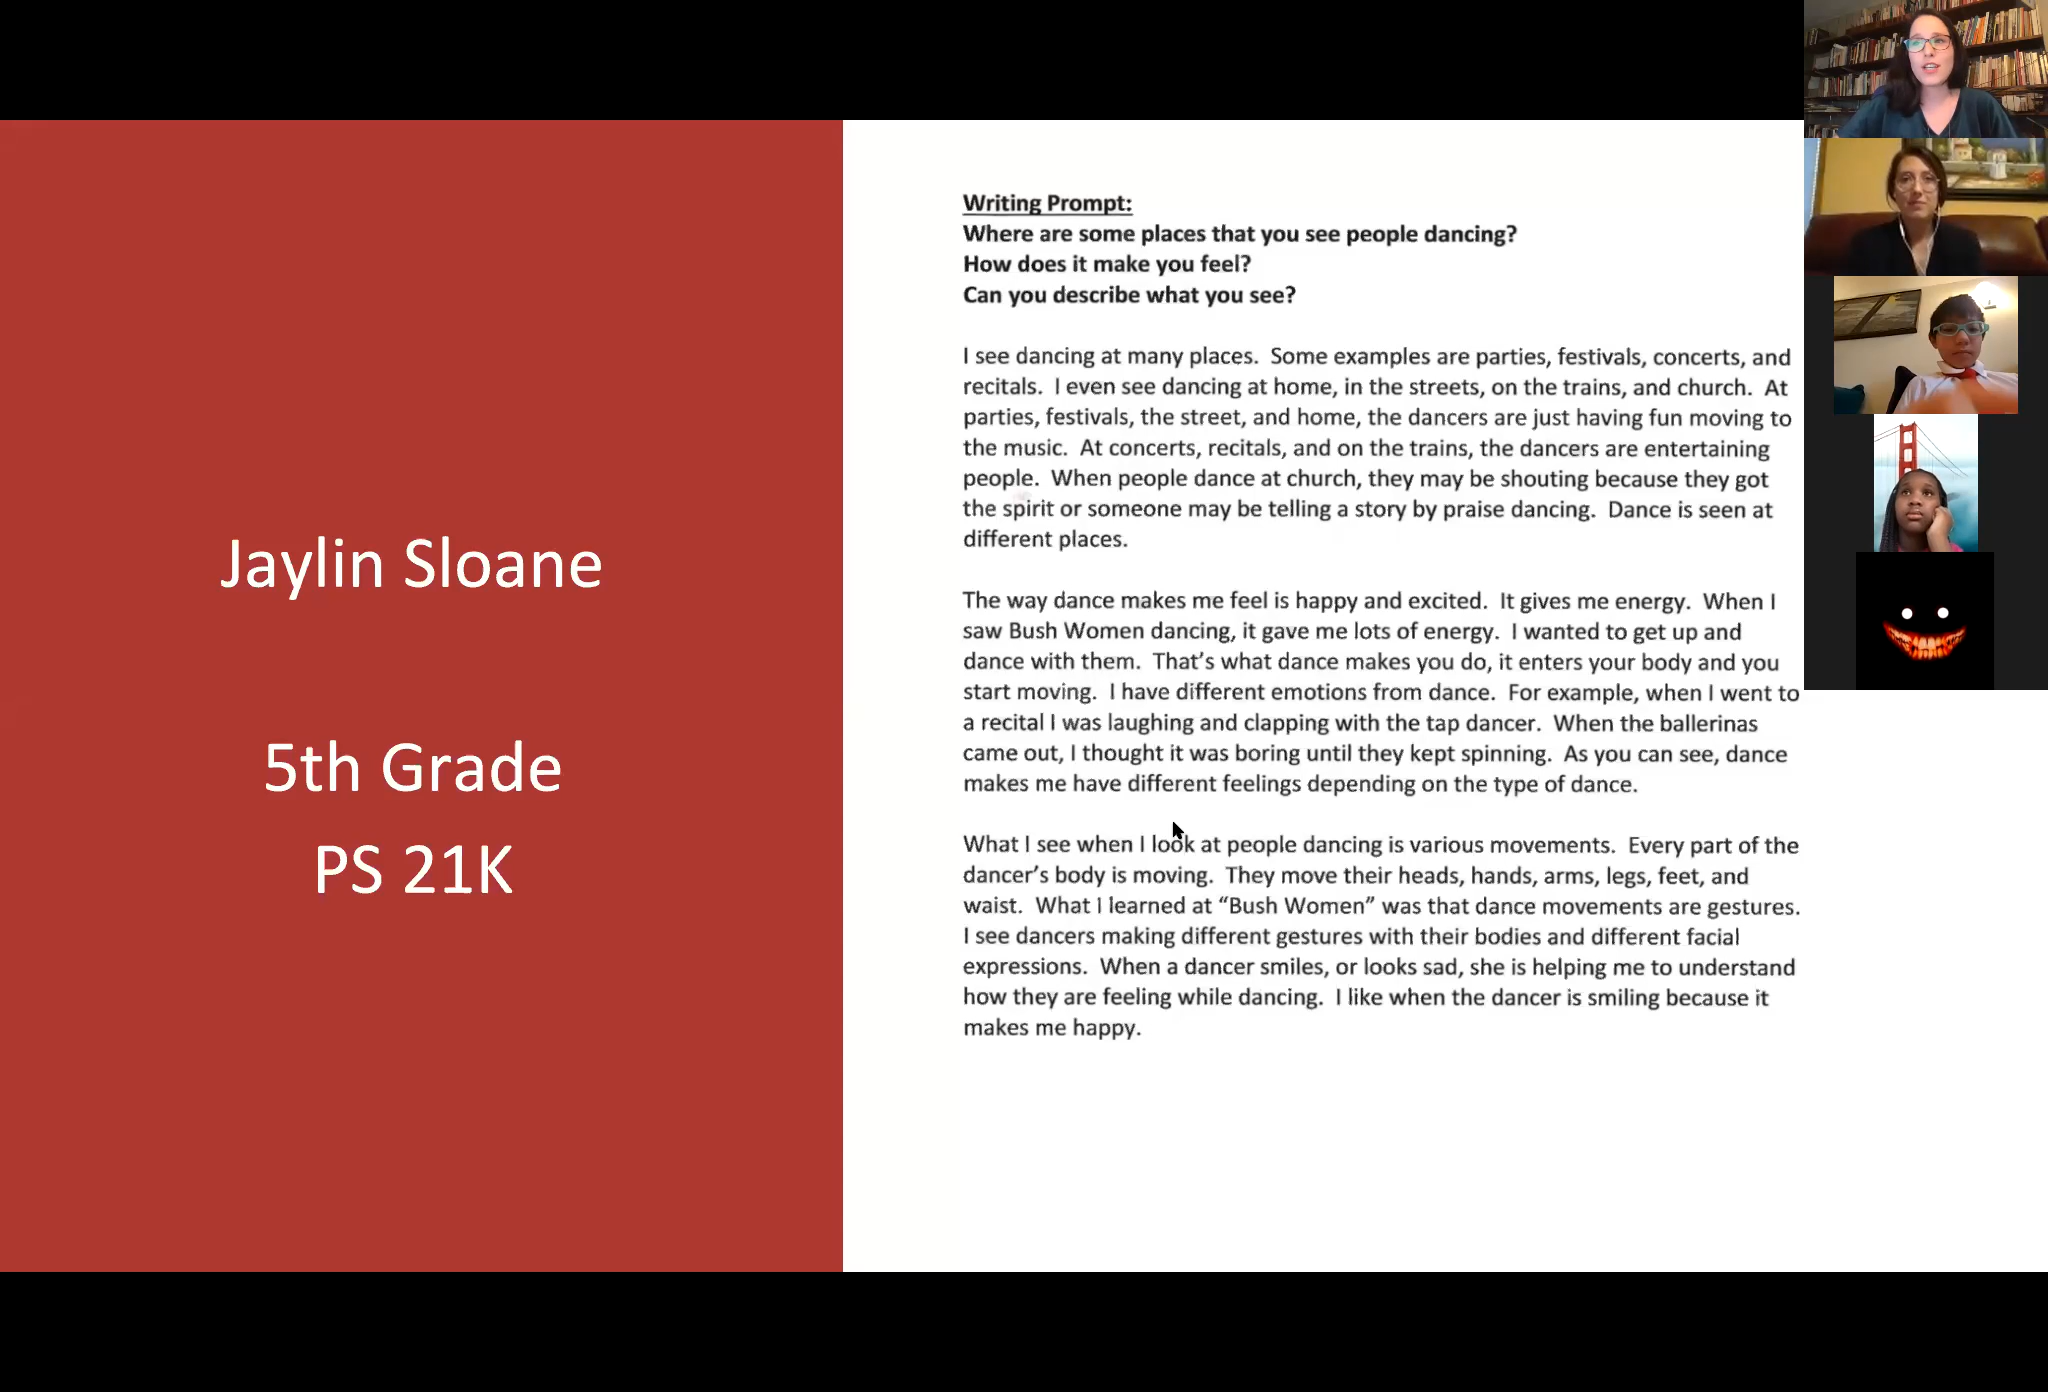 Jaylin Sloane
5th Grade
PS 21K
Writing Prompt:
Where are some places that you see people dancing?
How does it make you feel?
Can you describe what you see?
I see dancing at many places.  Some examples are parties, festivals, concerts, and
recitals.  I even see dancing at home, in the streets, on the trains, and church.  At
parties, festivals, the street, and home, the dancers are just having fun moving to
the music.  At concerts, recitals, and on the trains, the dancers are entertaining
people.  When people dance at church, they may be shouting because they got
the spirit or someone may be telling a story by praise dancing.  Dance is seen at
different places.
The way dance makes me feel is happy and excited.  It gives me energy.  When I
saw Bush Women dancing, it gave me lots of energy.  I wanted to get up and
dance with them.  That’s what dance makes you do, it enters your body and you
start moving.  I have different emotions from dance.  For example, when I went to
a recital I was laughing and clapping with the tap dancer.  When the ballerinas
came out, I thought it was boring until they kept spinning.  As you can see, dance
makes me have different feelings depending on the type of dance.
What I see when I look at people dancing is various movements.  Every part of the
dancer’s body is moving.  They move their heads, hands, arms, legs, feet, and
waist.  What I learned at “Bush Women” was that dance movements are gestures.
I see dancers making different gestures with their bodies and different facial
expressions.  When a dancer smiles, or looks sad, she is helping me to understand
how they are feeling while dancing.  I like when the dancer is smiling because it
makes me happy.